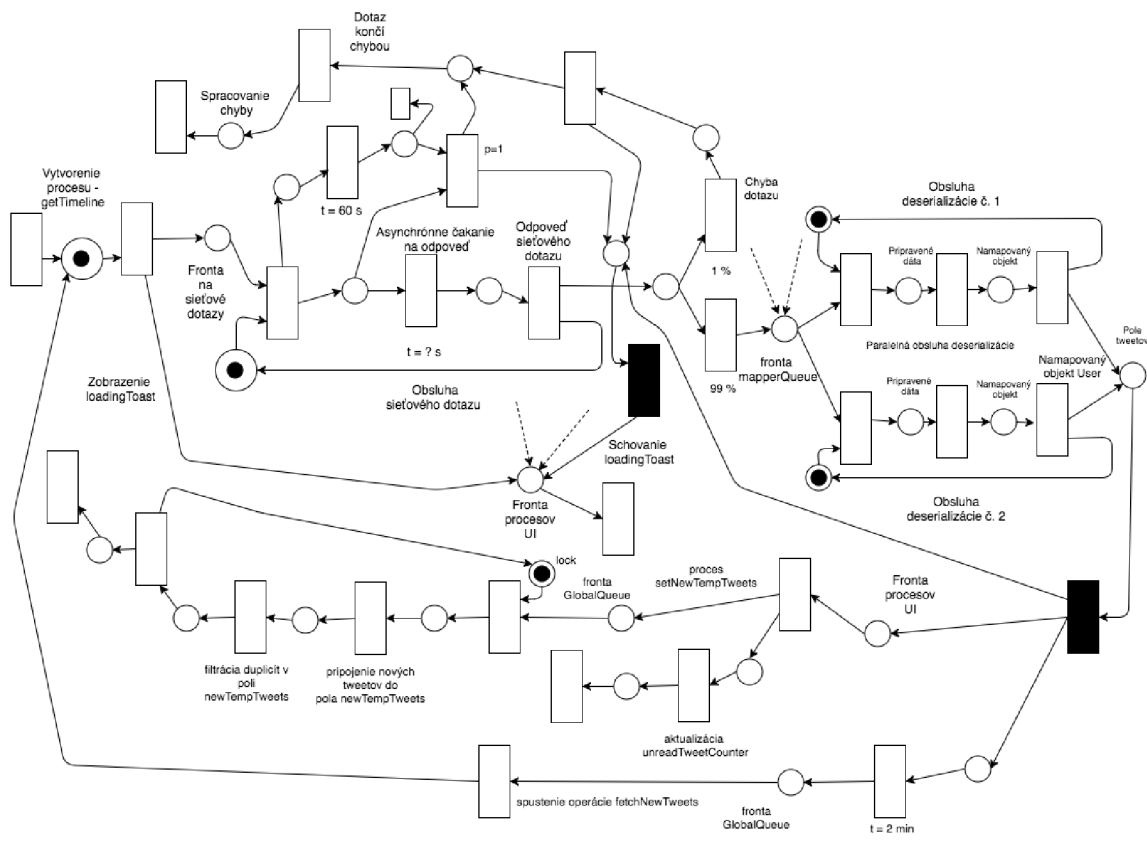 Dotaz
končí
chybou
Spracovanie
chyby
Vytvorenie
procesu -
getTimeline
p=1
t = 60 s
Chyba
dotazu
Obsluha
deserializácie č. 1
Asynchrónne čakanie
na odpoveď
Odpoveď
sieťového
dotazu
Fronta
na
sieťové
dotazy
1 %
Pripravené
dáta
Namapovaný
objekt
Paralelná obsluha deserializácie
Pole
tweetov
t = ? s
fronta
mapperQueue
99 %
Namapovaný
objekt User
Zobrazenie
loadingToast
Obsluha
sieťového dotazu
Pripravené
dáta
Namapovaný
objekt
Schovanie
loadingToast
Obsluha
deserializácie č. 2
Fronta
procesov
UI
lock
fronta
GlobalQueue
proces
setNewTempTweets
Fronta
procesov
UI
filtrácia duplicít v
poli
newTempTweets
pripojenie nových
tweetov do
pola newTempTweets
aktualizácia
unreadTweetCounter
spustenie operácie fetchNewTweets
fronta
GlobalQueue
t = 2 min